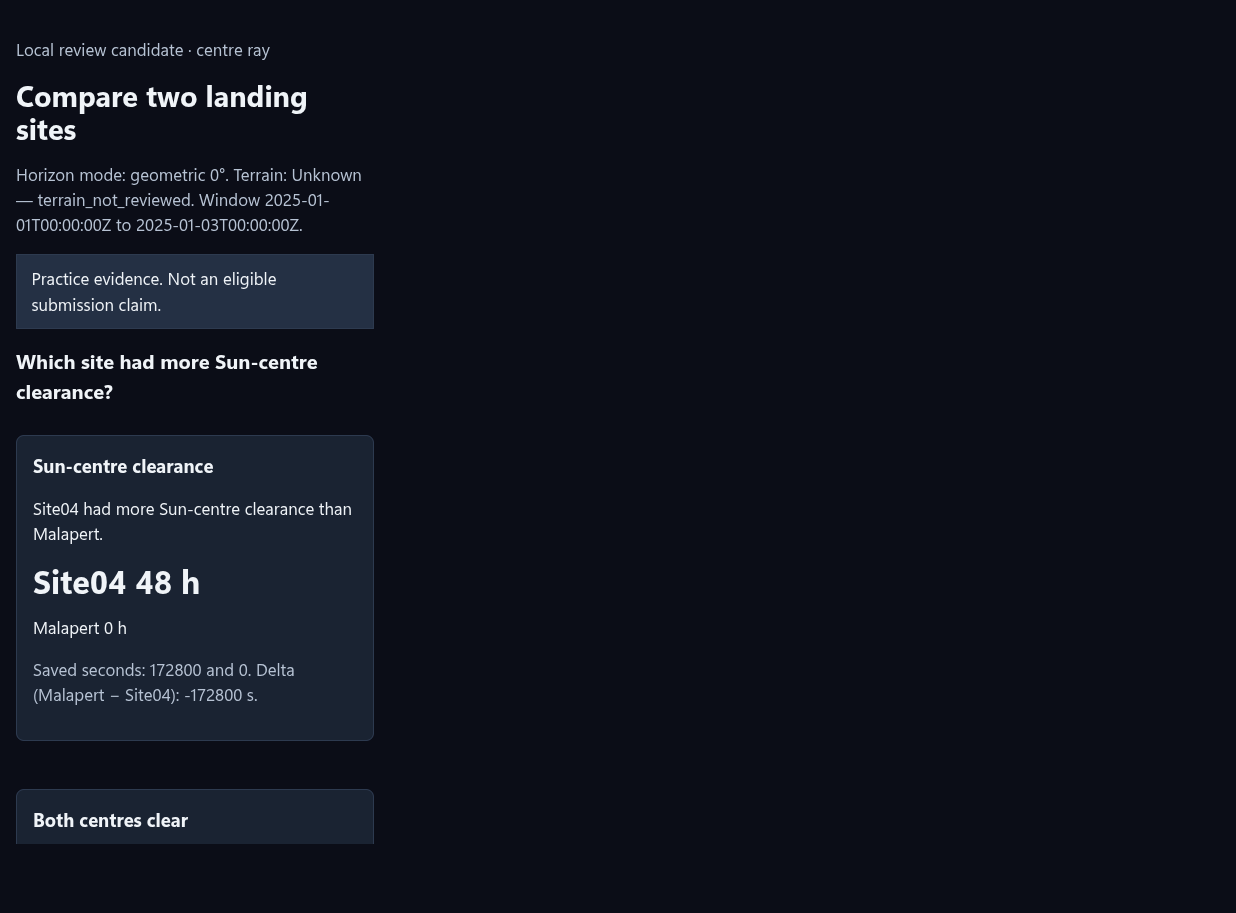 Local review candidate · centre ray
Compare two landing
sites
Horizon mode: geometric 0°. Terrain: Unknown
— terrain_not_reviewed. Window 2025-01-
01T00:00:00Z to 2025-01-03T00:00:00Z.
Practice evidence. Not an eligible
submission claim.
Which site had more Sun-centre
clearance?
Sun-centre clearance
Site04 had more Sun-centre clearance than
Malapert.
Site04 48 h
Malapert 0 h
Saved seconds: 172800 and 0. Delta
(Malapert − Site04): -172800 s.
Both centres clear